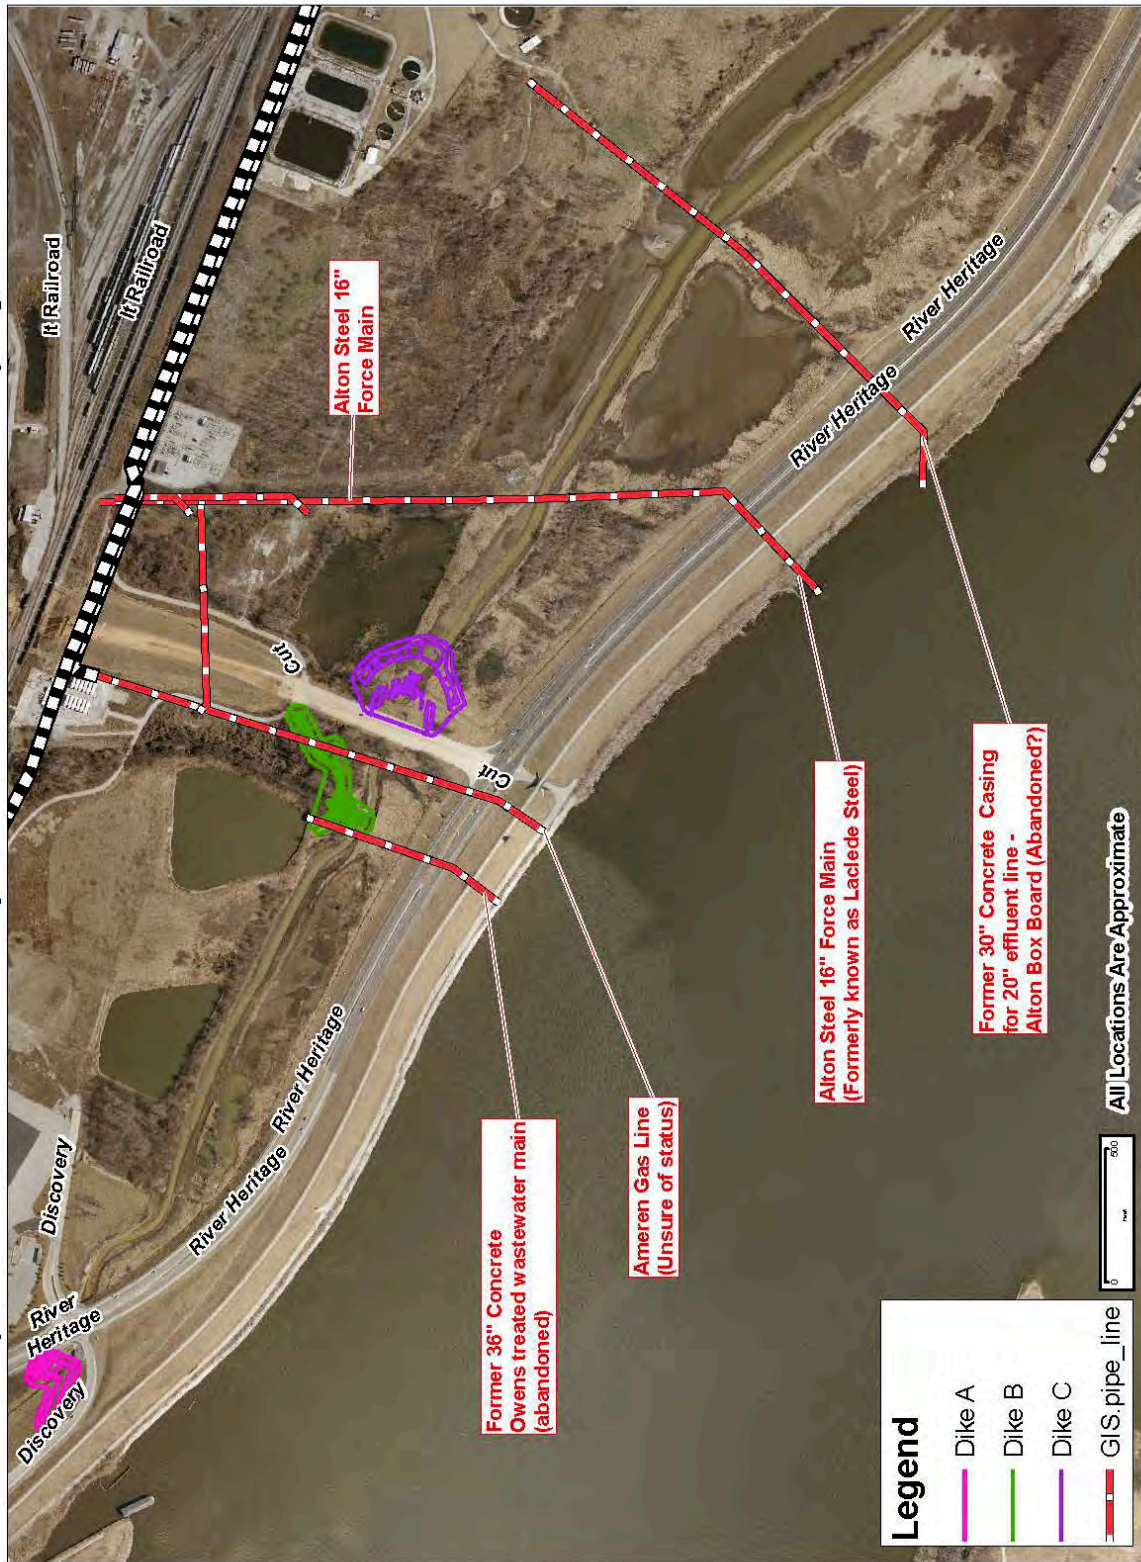 It Railroad
It Railroad
Alton Steel 16"
Force Main
Cut
Cut
River Heritage
River Heritage
River Heritage
River Heritage
Discovery
River
Heritage
Discovery
Former 36" Concrete
Owens treated wastewater main
(abandoned)
Ameren Gas Line
(Unsure of status)
Alton Steel 16" Force Main
(Formerly known as Laclede Steel)
Former 30" Concrete Casing
for 20" effluent line -
Alton Box Board (Abandoned?)
Legend
Dike A
Dike B
Dike C
GIS.pipe_line
0 500
Feet
All Locations Are Approximate